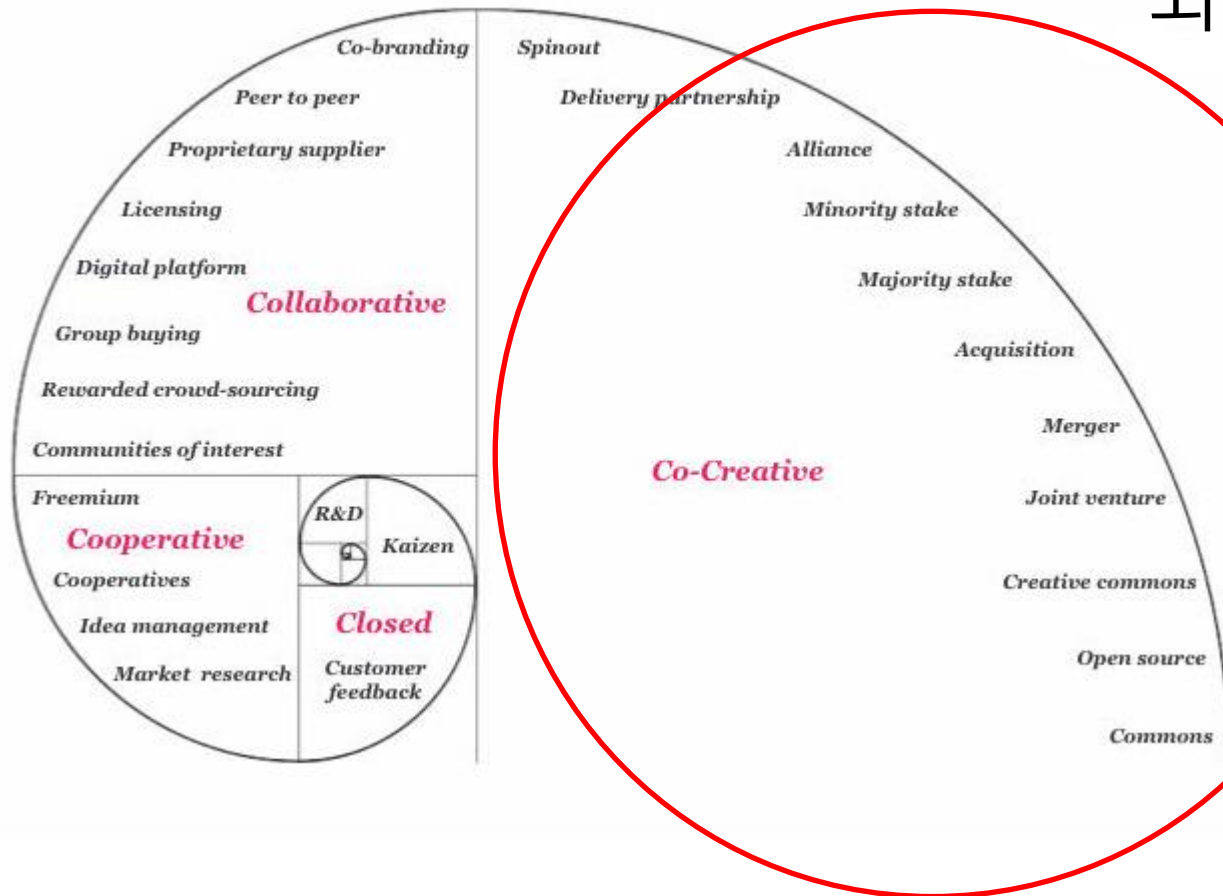 Co-branding
Peer to peer
Proprietary supplier
Licensing
Digital platform
Collaborative
Group buying
Rewarded crowd-sourcing
Communities of interest
Spinout
Delivery partnership
Alliance
Minority stake
Majority stake
Acquisition
Merger
Co-Creative
Joint venture
Creative commons
Open source
Commons
Freemium
Cooperative
Cooperatives
Idea management
Market research
R&D
Kaizen
Closed
Customer
feedback